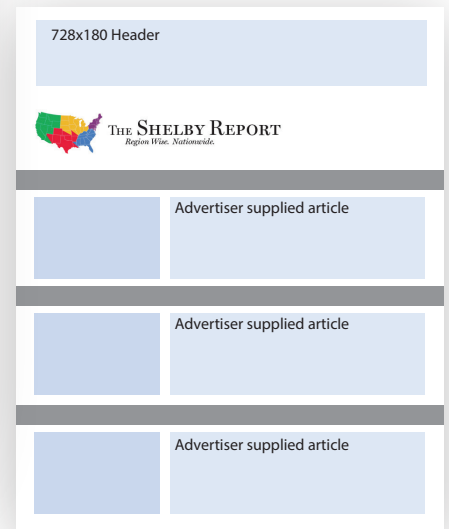 728x180 Header
THE SHELBY REPORT
Region Wise. Nationwide.
Advertiser supplied article
Advertiser supplied article
Advertiser supplied article